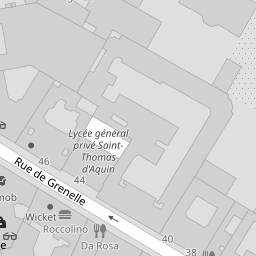 Lycée général
privé Saint-
Thomas
d'Aquin
Rue de Grenelle
46
44
Wicket
Roccolino
Da Rosa
40
38